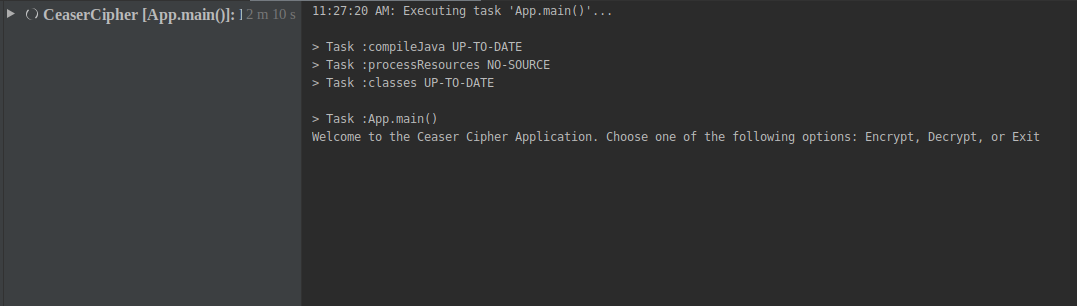 CeaserCipher [App.main()]: 2 m 10 s
11:27:20 AM: Executing task 'App.main()'...
> Task :compileJava UP-TO-DATE
> Task :processResources NO-SOURCE
> Task :classes UP-TO-DATE
> Task :App.main()
Welcome to the Ceaser Cipher Application. Choose one of the following options: Encrypt, Decrypt, or Exit